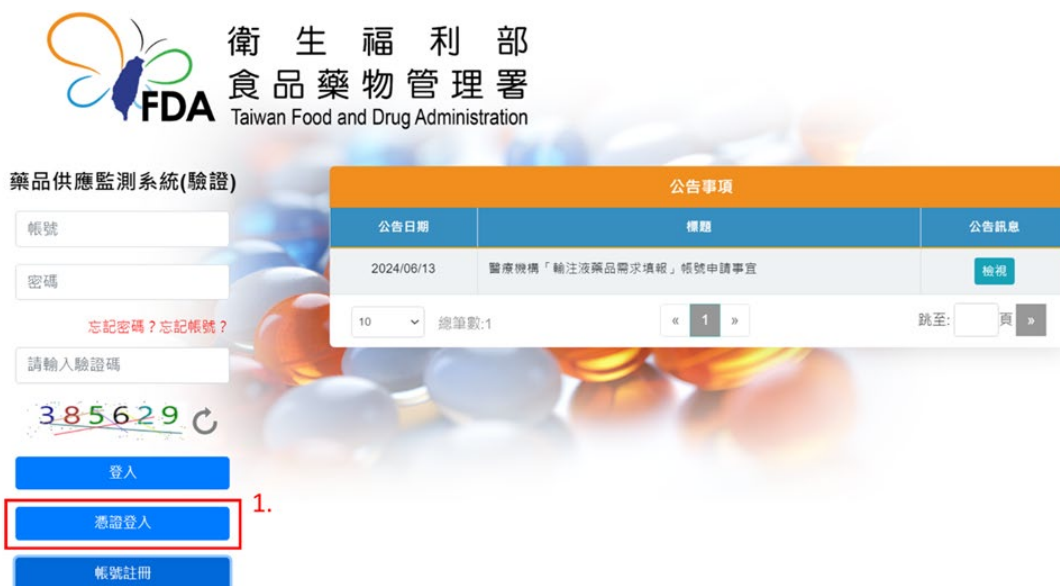 衛生福利部
食品藥物管理署
FDA
Taiwan Food and Drug Administration
藥品供應監測系統(驗證)
帳號
密碼
忘記密碼？忘記帳號？
請輸入驗證碼
385629
登入
憑證登入
1.
帳號註冊
公告事項
公告日期 標題 公告訊息
2024/06/13 醫療機構「輸注液藥品需求填報」帳號申請事宜 檢視
10 總筆數:1 « 1 » 跳至: 頁 »